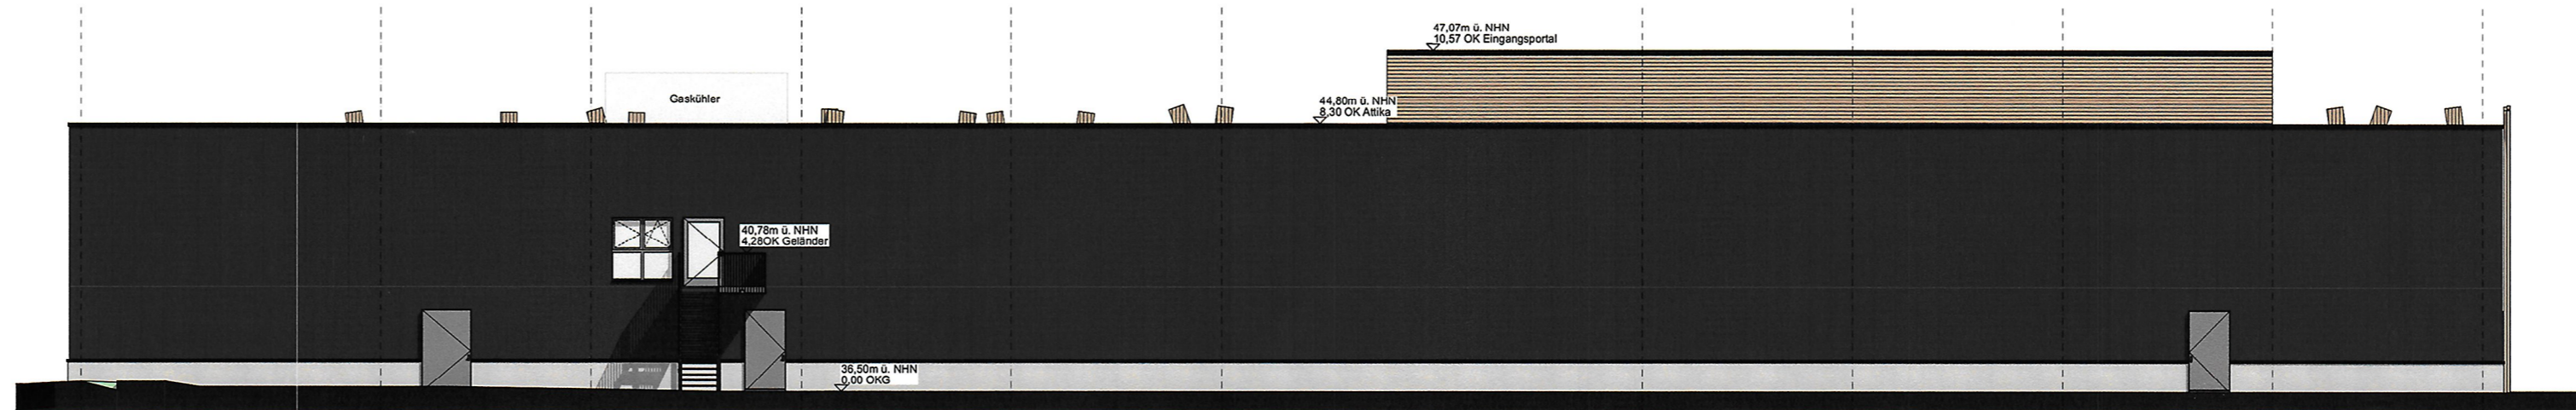 47,07m ü. NHN
10,57 OK Eingangsportal
Gaskühler
44,80m ü. NHN
8,30 OK Attika
40,78m ü. NHN
4,28OK Geländer
36,50m ü. NHN
0,00 OKG